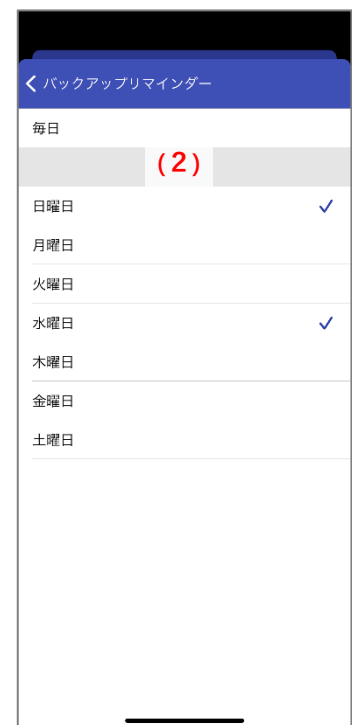 バックアップリマインダー
毎日
(2)
日曜日
月曜日
火曜日
水曜日
木曜日
金曜日
土曜日